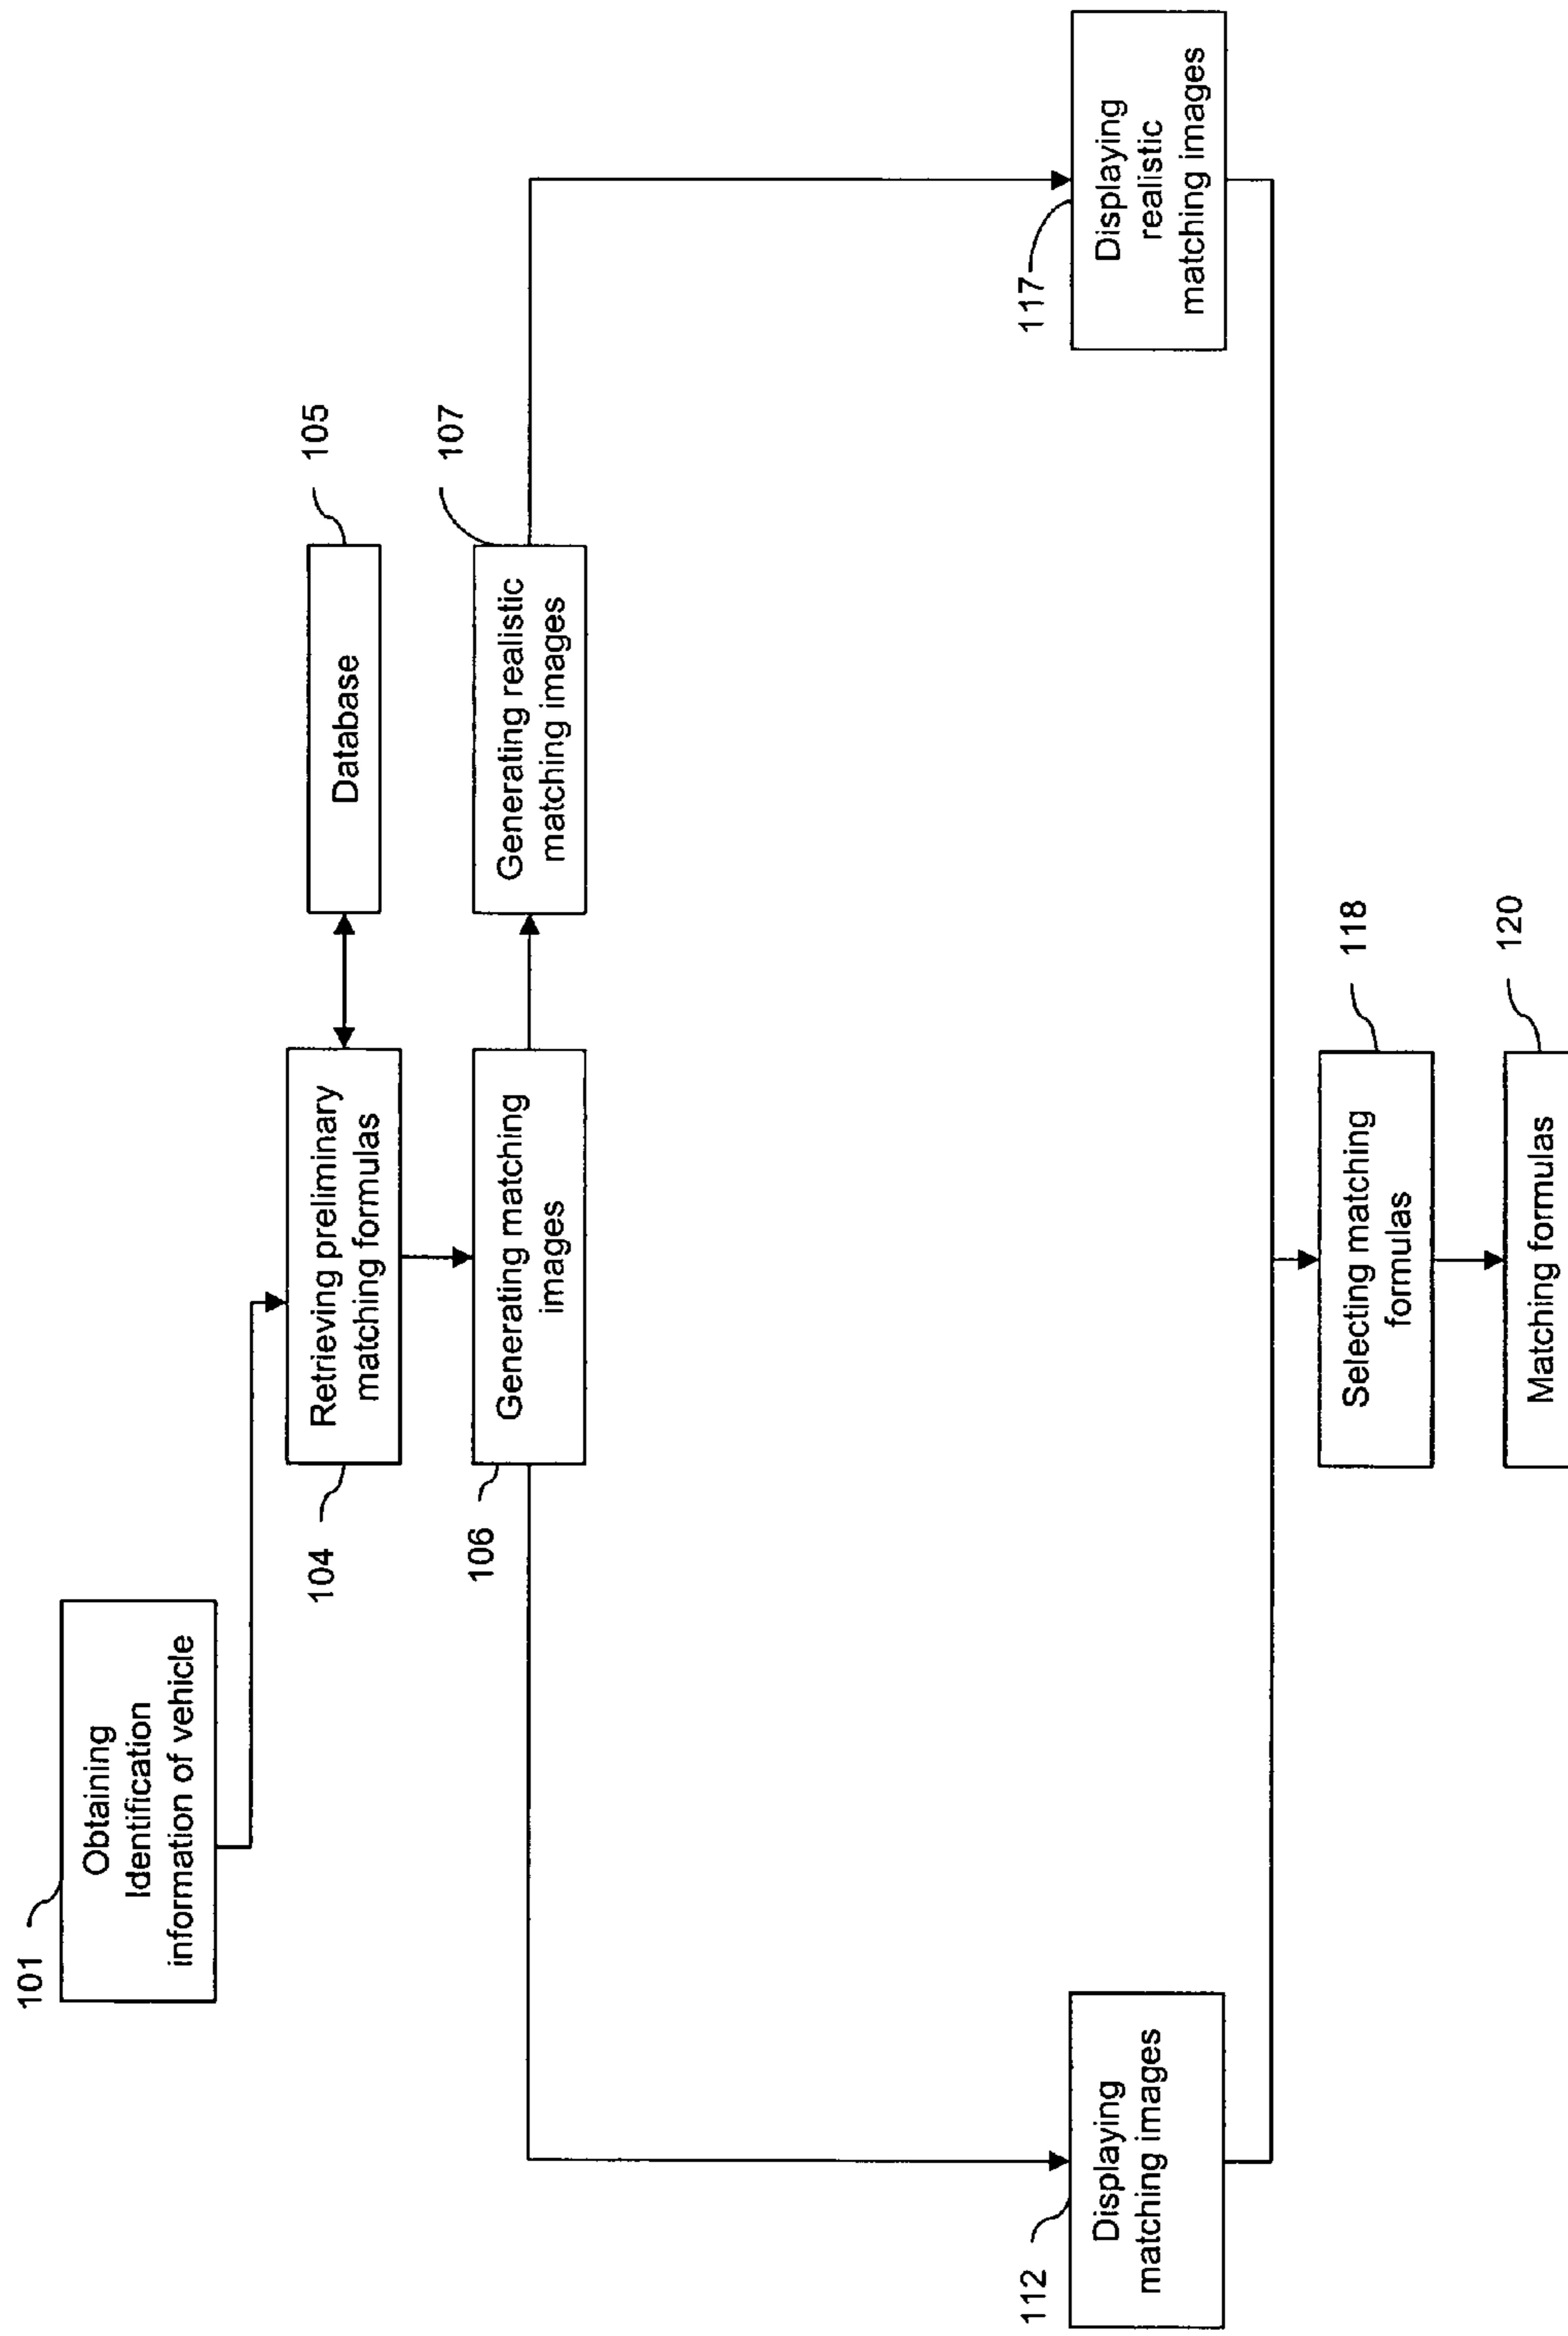 101
Obtaining
Identification
information of vehicle
104
Retrieving preliminary
matching formulas
105
Database
106
Generating matching
images
107
Generating realistic
matching images
112
Displaying
matching images
117
Displaying
realistic
matching images
118
Selecting matching
formulas
120
Matching formulas